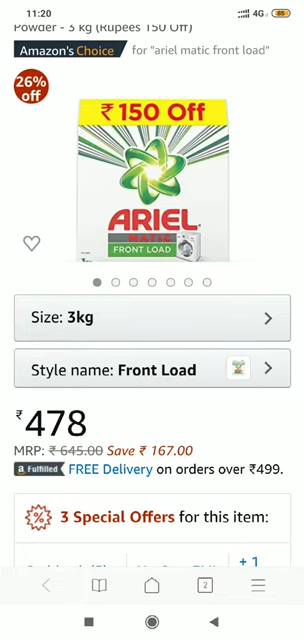 11:20
4G
85
Powder - 3 kg (Rupees 150 Off)
Amazon's Choice for "ariel matic front load"
26%
off
₹150 Off
ARIEL
MATIC
FRONT LOAD
Size: 3kg
Style name: Front Load
₹478
MRP: ₹ 645.00 Save ₹ 167.00
a Fulfilled FREE Delivery on orders over ₹499.
3 Special Offers for this item:
+ 1
2